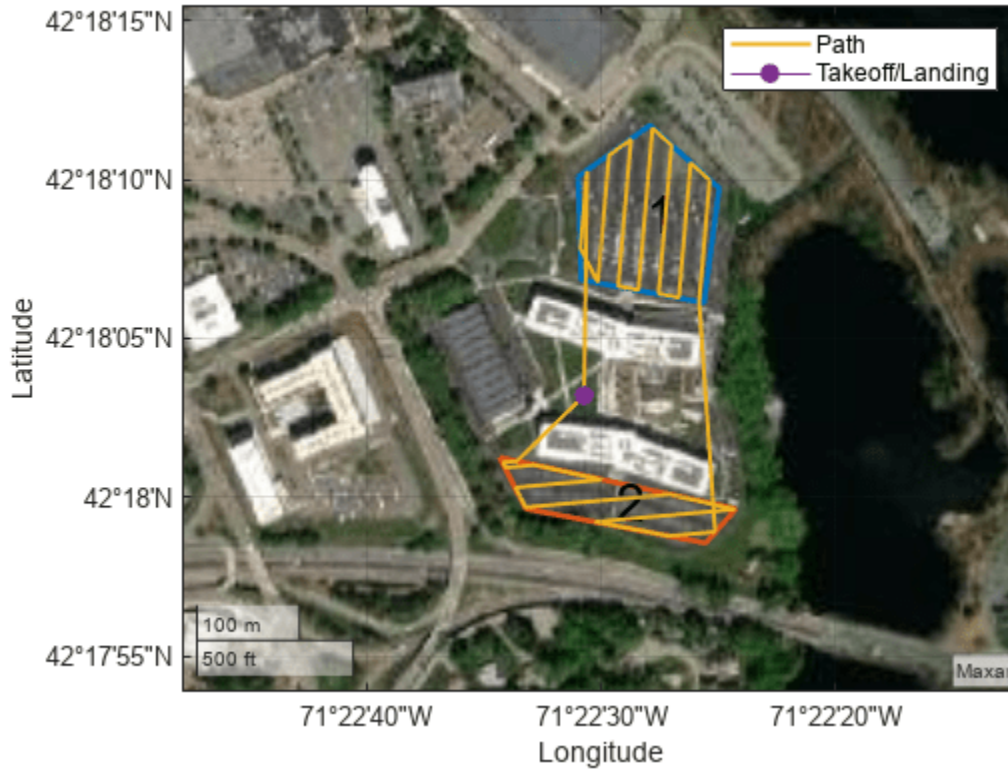 42°18'15"N
42°18'10"N
42°18'05"N
42°18'N
42°17'55"N
Latitude
Path
Takeoff/Landing
1
2
100 m
500 ft
Maxar
71°22'40"W
71°22'30"W
71°22'20"W
Longitude